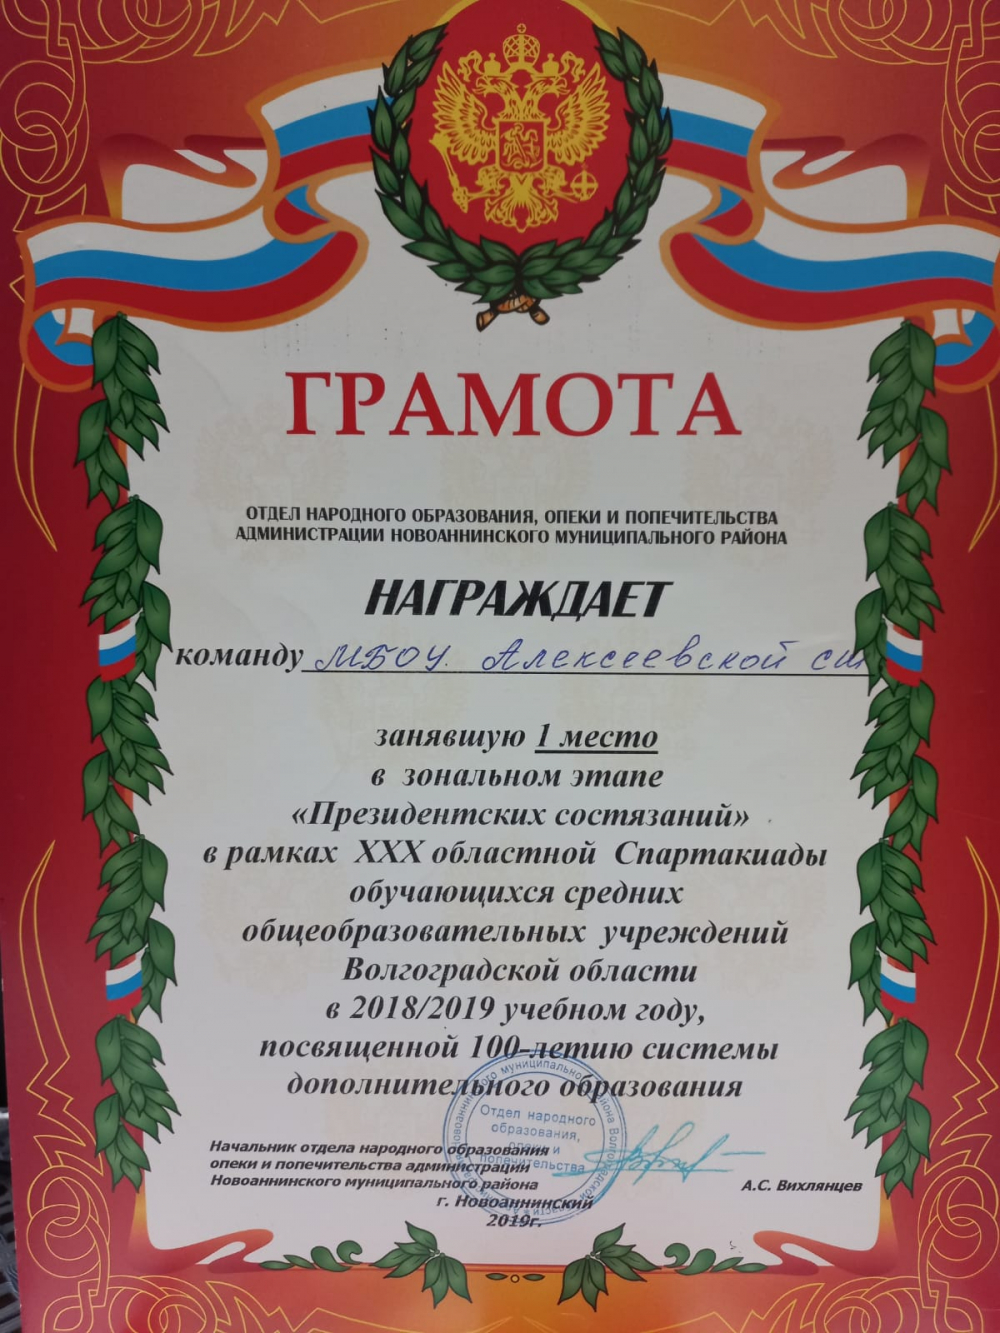 ГРАМОТА
ОТДЕЛ НАРОДНОГО ОБРАЗОВАНИЯ, ОПЕКИ И ПОПЕЧИТЕЛЬСТВА
АДМИНИСТРАЦИИ НОВОАННИНСКОГО МУНИЦИПАЛЬНОГО РАЙОНА
НАГРАЖДАЕТ
команду МБОУ. Алексеевской СШ
занявшую 1 место
в зональном этапе
«Президентских состязаний»
в рамках XXX областной Спартакиады
обучающихся средних
общеобразовательных учреждений
Волгоградской области
в 2018/2019 учебном году,
посвященной 100-летию системы
дополнительного образования
Отдел народного
образования,
опеки и
попечительства
Начальник отдела народного образования
опеки и попечительства администрации
Новоаннинского муниципального района
А.С. Вихлянцев
г. Новоаннинский
2019г.